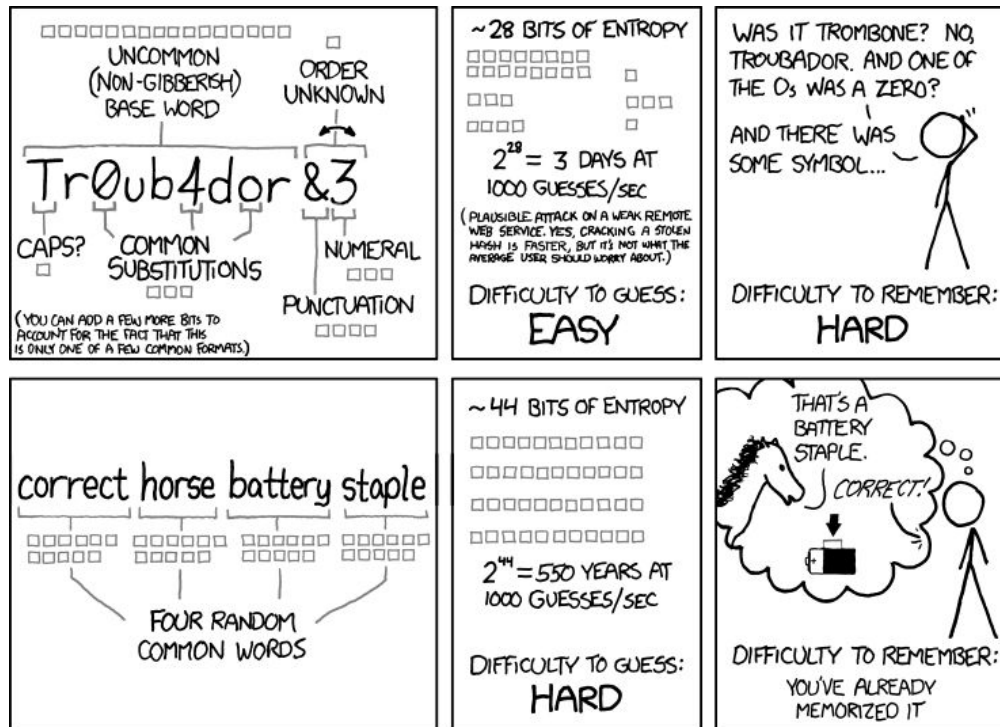 UNCOMMON
(NON-GIBBERISH)
BASE WORD
ORDER
UNKNOWN
Tr0ub4dor &3
CAPS?
COMMON
SUBSTITUTIONS
NUMERAL
PUNCTUATION
(YOU CAN ADD A FEW MORE BITS TO
ACCOUNT FOR THE FACT THAT THIS
IS ONLY ONE OF A FEW COMMON FORMATS.)
~28 BITS OF ENTROPY
2^28 = 3 DAYS AT
1000 GUESSES/SEC
(PLAUSIBLE ATTACK ON A WEAK REMOTE
WEB SERVICE. YES, CRACKING A STOLEN
HASH IS FASTER, BUT IT'S NOT WHAT THE
AVERAGE USER SHOULD WORRY ABOUT.)
DIFFICULTY TO GUESS:
EASY
WAS IT TROMBONE? NO,
TROUBADOR. AND ONE OF
THE Os WAS A ZERO?
AND THERE WAS
SOME SYMBOL...
DIFFICULTY TO REMEMBER:
HARD
correct horse battery staple
FOUR RANDOM
COMMON WORDS
~44 BITS OF ENTROPY
2^44 = 550 YEARS AT
1000 GUESSES/SEC
DIFFICULTY TO GUESS:
HARD
THAT'S A
BATTERY
STAPLE.
CORRECT!
DIFFICULTY TO REMEMBER:
YOU'VE ALREADY
MEMORIZED IT